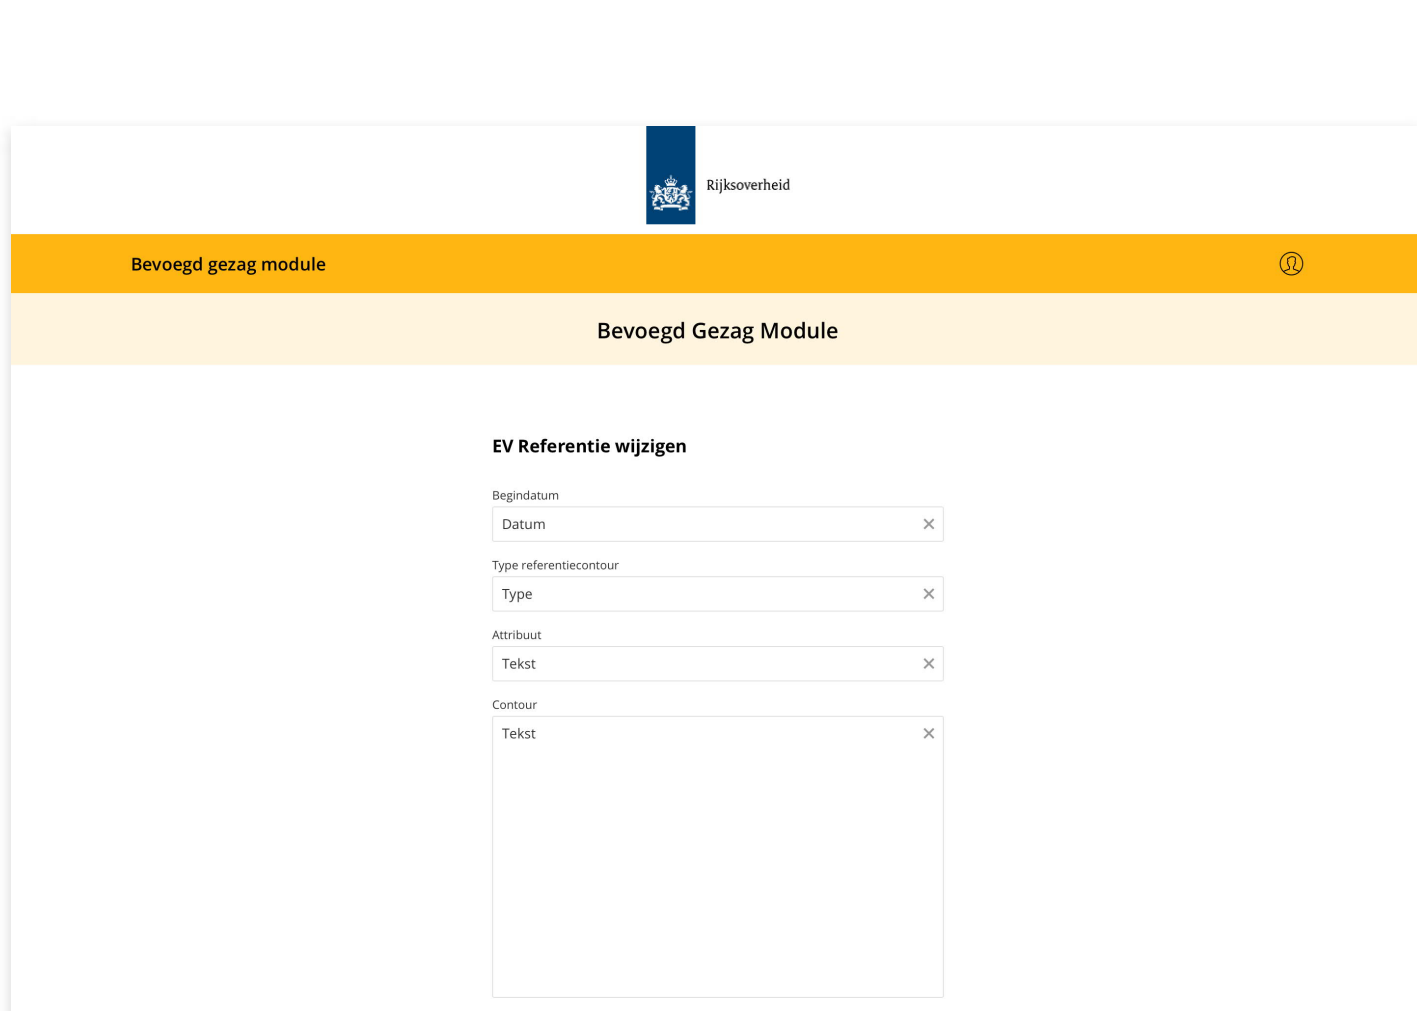 Rijksoverheid
Bevoegd gezag module
Bevoegd Gezag Module
EV Referentie wijzigen
Begindatum
Datum
Type referentiecontour
Type
Attribuut
Tekst
Contour
Tekst